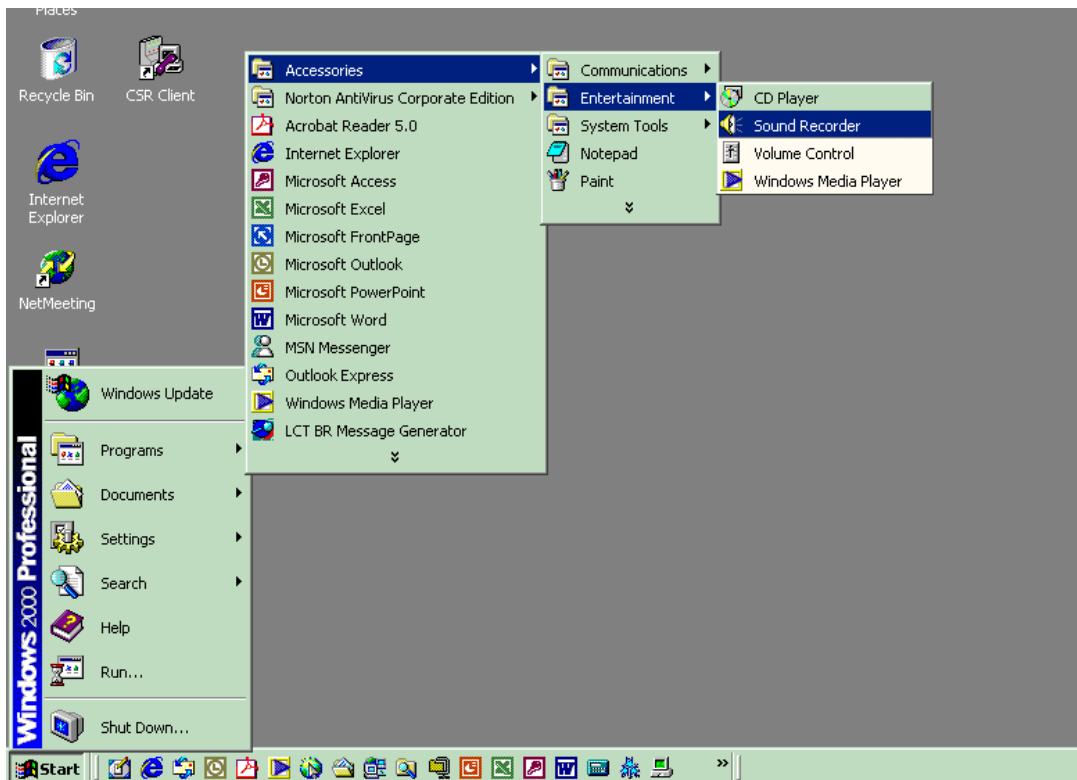 Places
Recycle Bin
CSR Client
Internet
Explorer
NetMeeting
Accessories
Norton AntiVirus Corporate Edition
Acrobat Reader 5.0
Internet Explorer
Microsoft Access
Microsoft Excel
Microsoft FrontPage
Microsoft Outlook
Microsoft PowerPoint
Microsoft Word
MSN Messenger
Outlook Express
Windows Media Player
LCT BR Message Generator
Communications
Entertainment
System Tools
Notepad
Paint
CD Player
Sound Recorder
Volume Control
Windows Media Player
Windows 2000 Professional
Windows Update
Programs
Documents
Settings
Search
Help
Run...
Shut Down...
Start